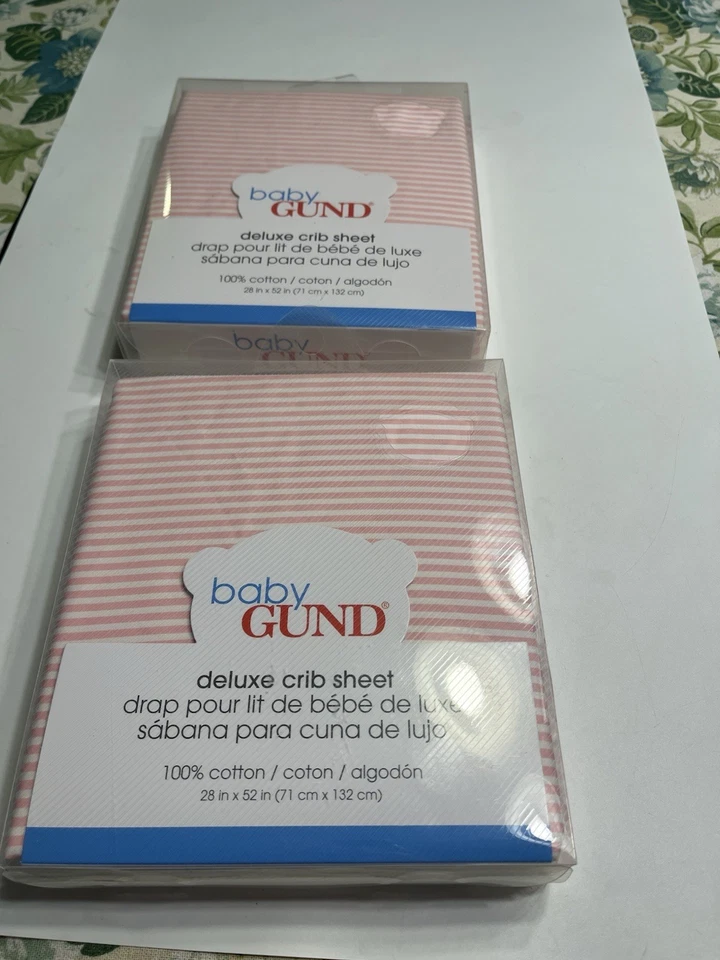 baby
GUND®
deluxe crib sheet
drap pour lit de bébé de luxe
sábana para cuna de lujo
100% cotton / coton / algodón
28 in x 52 in (71 cm x 132 cm)
baby
GUND
baby
GUND®
deluxe crib sheet
drap pour lit de bébé de luxe
sábana para cuna de lujo
100% cotton / coton / algodón
28 in x 52 in (71 cm x 132 cm)